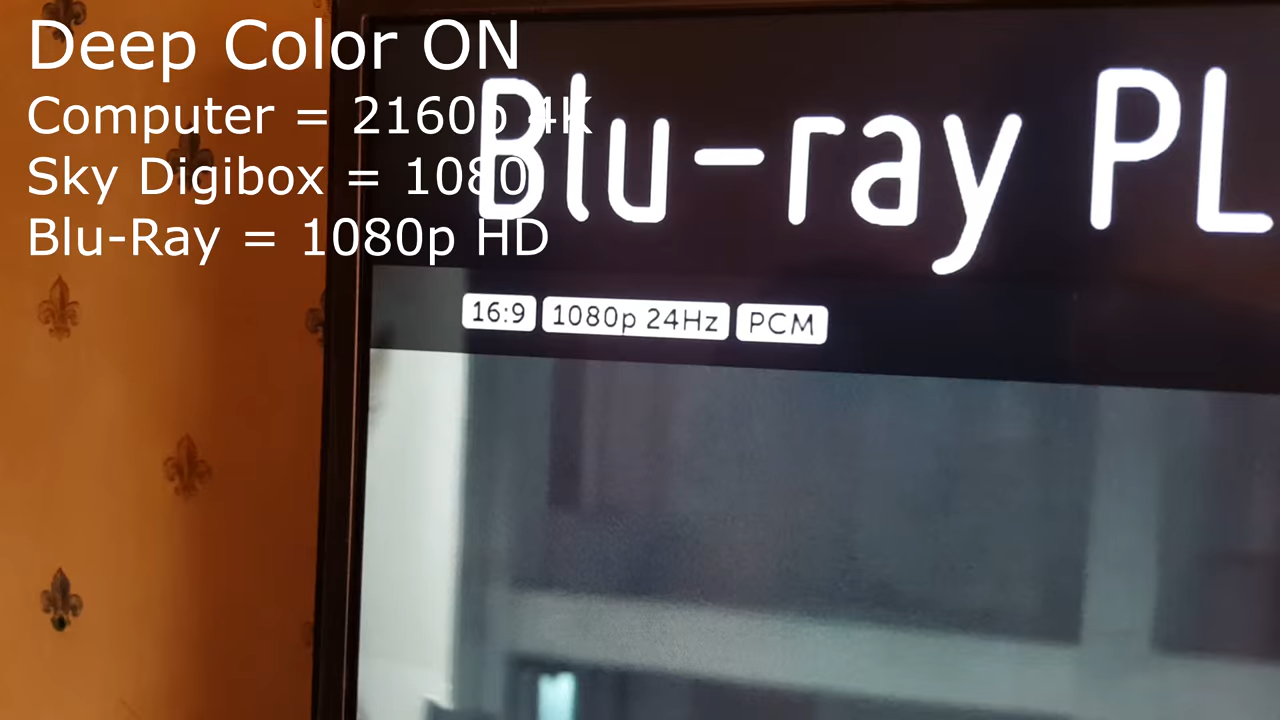 Deep Color ON
Computer = 2160p 4K
Sky Digibox = 1080
Blu-Ray = 1080p HD
Blu-ray PL
16:9 1080p 24Hz PCM